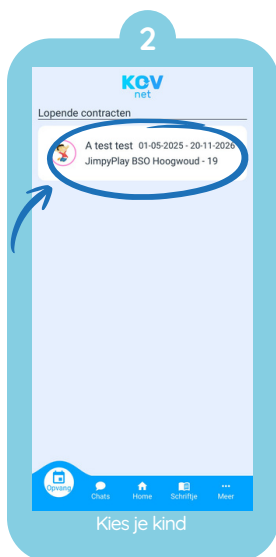 2
KOV
net
Lopende contracten
A test test 01-05-2025 - 20-11-2026
JimpyPlay BSO Hoogwoud - 19
Opvang
Chats
Home
Schriftje
Meer
Kies je kind